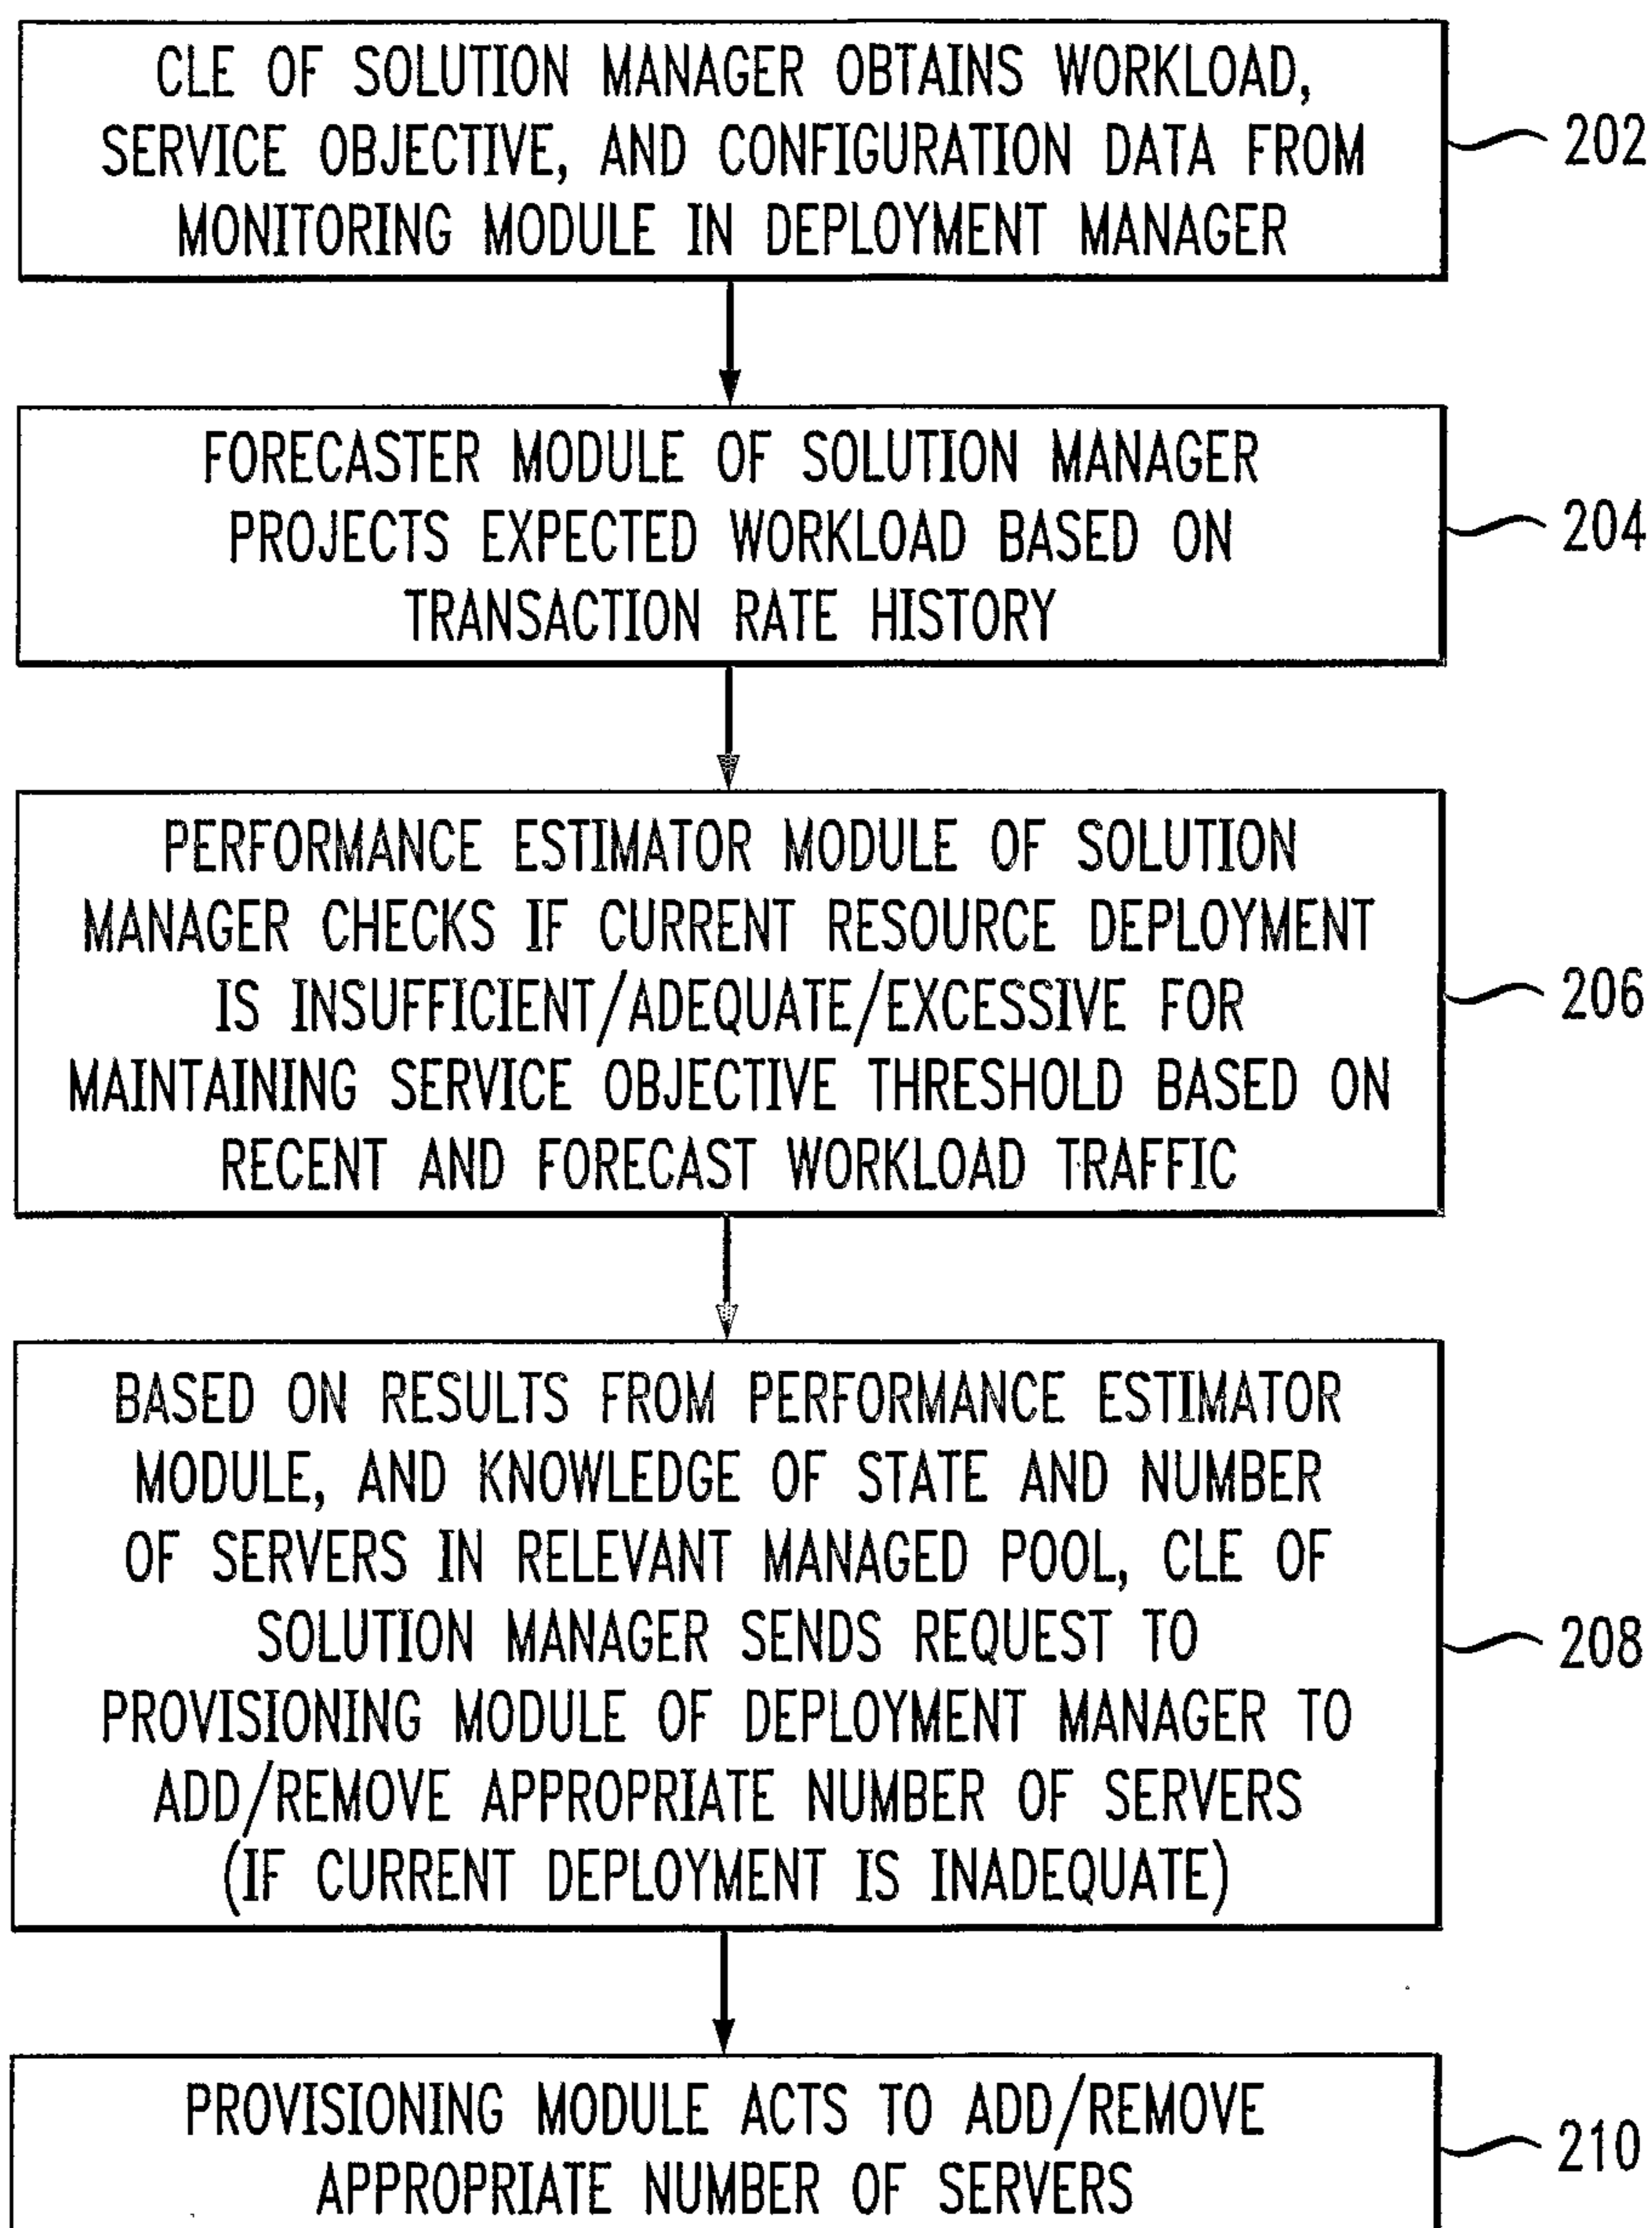 CLE OF SOLUTION MANAGER OBTAINS WORKLOAD,
SERVICE OBJECTIVE, AND CONFIGURATION DATA FROM
MONITORING MODULE IN DEPLOYMENT MANAGER
202
FORECASTER MODULE OF SOLUTION MANAGER
PROJECTS EXPECTED WORKLOAD BASED ON
TRANSACTION RATE HISTORY
204
PERFORMANCE ESTIMATOR MODULE OF SOLUTION
MANAGER CHECKS IF CURRENT RESOURCE DEPLOYMENT
IS INSUFFICIENT/ADEQUATE/EXCESSIVE FOR
MAINTAINING SERVICE OBJECTIVE THRESHOLD BASED ON
RECENT AND FORECAST WORKLOAD TRAFFIC
206
BASED ON RESULTS FROM PERFORMANCE ESTIMATOR
MODULE, AND KNOWLEDGE OF STATE AND NUMBER
OF SERVERS IN RELEVANT MANAGED POOL, CLE OF
SOLUTION MANAGER SENDS REQUEST TO
PROVISIONING MODULE OF DEPLOYMENT MANAGER TO
ADD/REMOVE APPROPRIATE NUMBER OF SERVERS
(IF CURRENT DEPLOYMENT IS INADEQUATE)
208
PROVISIONING MODULE ACTS TO ADD/REMOVE
APPROPRIATE NUMBER OF SERVERS
210